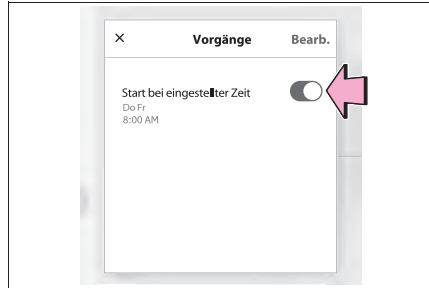 × Vorgänge Bearb.
Start bei eingestellter Zeit
Do Fr
8:00 AM